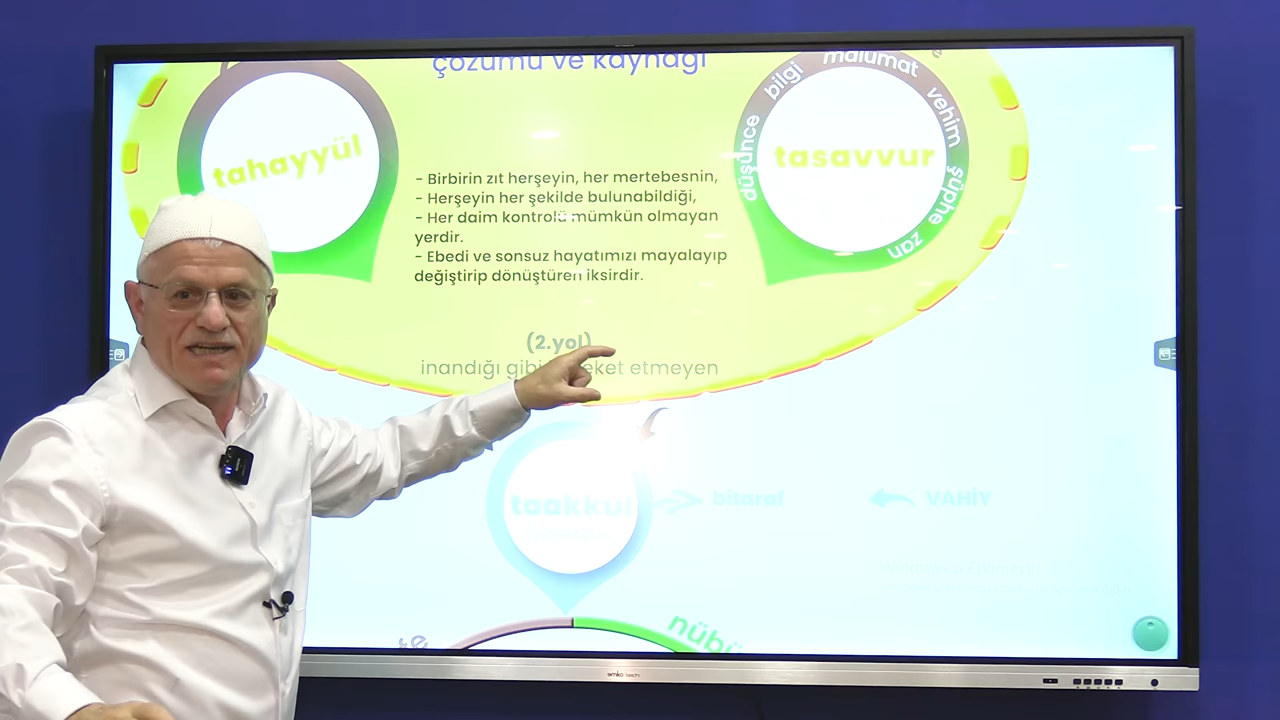 çözümü ve kaynağı
tahayyül
düşünce bilgi malumat vehim şüphe zan
tasavvur
- Birbirin zıt herşeyin, her mertebesnin,
- Herşeyin her şekilde bulunabildiği,
- Her daim kontrolü mümkün olmayan
yerdir.
- Ebedi ve sonsuz hayatımızı mayalayıp
değiştirip dönüştüren iksirdir.
(2.yol)
inandığı gibi etmeyen
taakkul
bitaraf
VAHİY